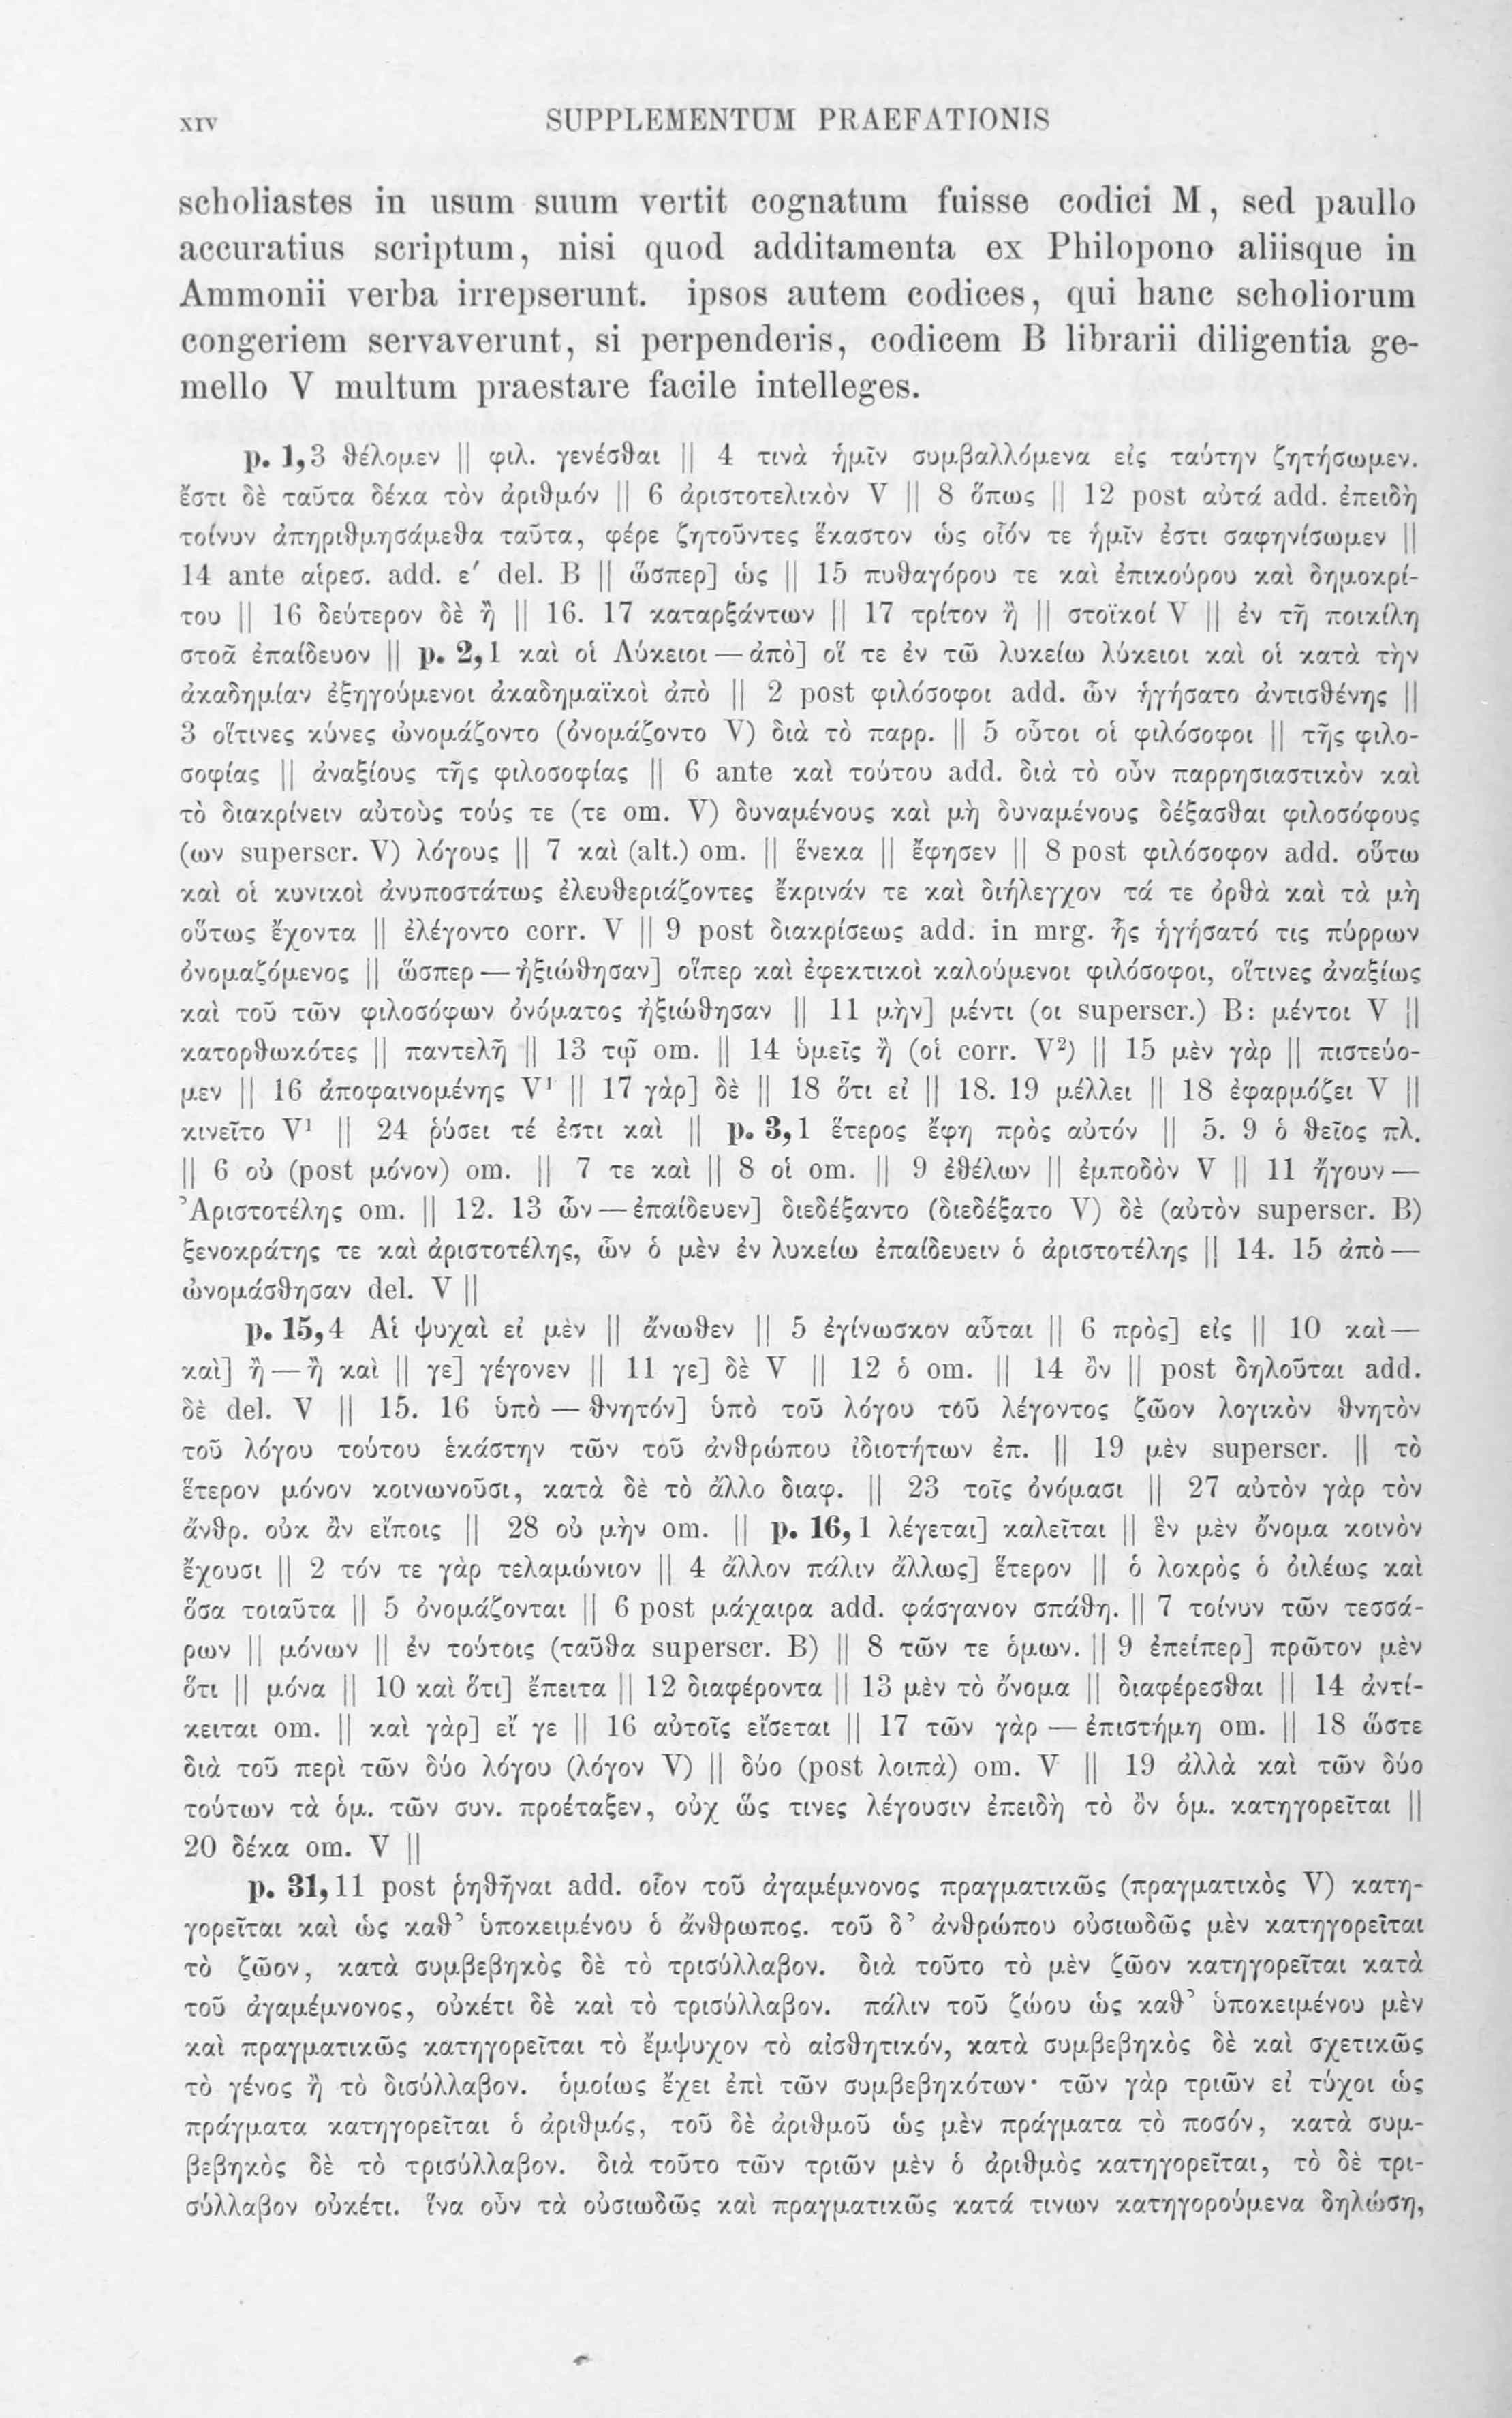 XIV SUPPLEMENTUM PRAEFATIONIS
scholiastes in usum suum vertit cognatum fuisse codici M, sed paullo
accuratius scriptum, nisi quod additamenta ex Philopono aliisque in
Ammonii verba irrepserunt. ipsos autem codices, qui hanc scholiorum
congeriem servaverunt, si perpenderis, codicem B librarii diligentia ge-
mello V multum praestare facile intelleges.
p. 1,3 θέλομεν || φιλ. γενέσθαι || 4 τινὰ ἡμῖν συμβαλλόμενα εἰς ταύτην ζητήσωμεν.
ἔστι δὲ ταῦτα δέκα τὸν ἀριθμόν || 6 ἀριστοτελικὸν V || 8 ὅπως || 12 post αὐτά add. ἐπειδὴ
τοίνυν ἀπηριθμησάμεθα ταῦτα, φέρε ζητοῦντες ἕκαστον ὡς οἷόν τε ἡμῖν ἐστι σαφηνίσωμεν ||
14 ante αἱρεσ. add. ε′ del. B || ὥσπερ] ὡς || 15 πυθαγόρου τε καὶ ἐπικούρου καὶ δημοκρί-
του || 16 δεύτερον δὲ ἢ || 16. 17 καταρξάντων || 17 τρίτον ἢ || στοϊκοί V || ἐν τῆ ποικίλη
στοᾶ ἐπαίδευον || p. 2,1 καὶ οἱ Λύκειοι — ἀπὸ] οἵ τε ἐν τῶ λυκείω λύκειοι καὶ οἱ κατὰ τὴν
ἀκαδημίαν ἐξηγούμενοι ἀκαδημαϊκοὶ ἀπὸ || 2 post φιλόσοφοι add. ὧν ἡγήσατο ἀντισθένης ||
3 οἵτινες κύνες ὠνομάζοντο (ὀνομάζοντο V) διὰ τὸ παρρ. || 5 οὗτοι οἱ φιλόσοφοι || τῆς φιλο-
σοφίας || ἀναξίους τῆς φιλοσοφίας || 6 ante καὶ τούτου add. διὰ τὸ οὖν παρρησιαστικὸν καὶ
τὸ διακρίνειν αὐτοὺς τούς τε (τε om. V) δυναμένους καὶ μὴ δυναμένους δέξασθαι φιλοσόφους
(ων superscr. V) λόγους || 7 καὶ (alt.) om. || ἕνεκα || ἔφησεν || 8 post φιλόσοφον add. οὕτω
καὶ οἱ κυνικοὶ ἀνυποστάτως ἐλευθεριάζοντες ἔκρινάν τε καὶ διήλεγχον τά τε ὀρθὰ καὶ τὰ μὴ
οὕτως ἔχοντα || ἐλέγοντο corr. V || 9 post διακρίσεως add. in mrg. ἧς ἡγήσατό τις πύρρων
ὀνομαζόμενος || ὥσπερ — ἠξιώθησαν] οἵπερ καὶ ἐφεκτικοὶ καλούμενοι φιλόσοφοι, οἵτινες ἀναξίως
καὶ τοῦ τῶν φιλοσόφων ὀνόματος ἠξιώθησαν || 11 μὴν] μέντι (οι superscr.) B: μέντοι V ||
κατορθωκότες || παντελῆ || 13 τῳ om. || 14 ὑμεῖς ἢ (οἱ corr. V²) || 15 μὲν γὰρ || πιστεύο-
μεν || 16 ἀποφαινομένης V¹ || 17 γὰρ] δὲ || 18 ὅτι εἰ || 18. 19 μέλλει || 18 ἐφαρμόζει V ||
κινεῖτο V¹ || 24 ῥύσει τέ ἐστι καὶ || p. 3,1 ἕτερος ἔφη πρὸς αὐτόν || 5. 9 ὁ θεῖος πλ.
|| 6 οὐ (post μόνον) om. || 7 τε καὶ || 8 οἱ om. || 9 ἐθέλων || ἐμποδὸν V || 11 ἤγουν —
Ἀριστοτέλης om. || 12. 13 ὧν — ἐπαίδευεν] διεδέξαντο (διεδέξατο V) δὲ (αὐτὸν superscr. B)
ξενοκράτης τε καὶ ἀριστοτέλης, ὧν ὁ μὲν ἐν λυκείω ἐπαίδευειν ὁ ἀριστοτέλης || 14. 15 ἀπὸ —
ὠνομάσθησαν del. V ||
p. 15,4 Αἱ ψυχαὶ εἰ μὲν || ἄνωθεν || 5 ἐγίνωσκον αὗται || 6 πρὸς] εἰς || 10 καὶ —
καὶ] ἢ — ἢ καὶ || γε] γέγονεν || 11 γε] δὲ V || 12 ὁ om. || 14 ὂν || post δηλοῦται add.
δὲ del. V || 15. 16 ὑπὸ — θνητόν] ὑπὸ τοῦ λόγου τοῦ λέγοντος ζῶον λογικὸν θνητὸν
τοῦ λόγου τούτου ἑκάστην τῶν τοῦ ἀνθρώπου ἰδιοτήτων ἐπ. || 19 μὲν superscr. || τὸ
ἕτερον μόνον κοινωνοῦσι, κατὰ δὲ τὸ ἄλλο διαφ. || 23 τοῖς ὀνόμασι || 27 αὐτὸν γὰρ τὸν
ἄνθρ. οὐκ ἂν εἴποις || 28 οὐ μὴν om. || p. 16,1 λέγεται] καλεῖται || ἓν μὲν ὄνομα κοινὸν
ἔχουσι || 2 τόν τε γὰρ τελαμώνιον || 4 ἄλλον πάλιν ἄλλως] ἕτερον || ὁ λοκρὸς ὁ ὀιλέως καὶ
ὅσα τοιαῦτα || 5 ὀνομάζονται || 6 post μάχαιρα add. φάσγανον σπάθη. || 7 τοίνυν τῶν τεσσά-
ρων || μόνων || ἐν τούτοις (ταῦθα superscr. B) || 8 τῶν τε ὁμων. || 9 ἐπείπερ] πρῶτον μὲν
ὅτι || μόνα || 10 καὶ ὅτι] ἔπειτα || 12 διαφέροντα || 13 μὲν τὸ ὄνομα || διαφέρεσθαι || 14 ἀντί-
κειται om. || καὶ γὰρ] εἴ γε || 16 αὐτοῖς εἴσεται || 17 τῶν γὰρ — ἐπιστήμη om. || 18 ὥστε
διὰ τοῦ περὶ τῶν δύο λόγου (λόγον V) || δύο (post λοιπὰ) om. V || 19 ἀλλὰ καὶ τῶν δύο
τούτων τὰ ὁμ. τῶν συν. προέταξεν, οὐχ ὥς τινες λέγουσιν ἐπειδὴ τὸ ὂν ὁμ. κατηγορεῖται ||
20 δέκα om. V ||
p. 31,11 post ῥηθῆναι add. οἷον τοῦ ἀγαμέμνονος πραγματικῶς (πραγματικὸς V) κατη-
γορεῖται καὶ ὡς καθ’ ὑποκειμένου ὁ ἄνθρωπος. τοῦ δ’ ἀνθρώπου οὐσιωδῶς μὲν κατηγορεῖται
τὸ ζῶον, κατὰ συμβεβηκὸς δὲ τὸ τρισύλλαβον. διὰ τοῦτο τὸ μὲν ζῶον κατηγορεῖται κατὰ
τοῦ ἀγαμέμνονος, οὐκέτι δὲ καὶ τὸ τρισύλλαβον. πάλιν τοῦ ζώου ὡς καθ’ ὑποκειμένου μὲν
καὶ πραγματικῶς κατηγορεῖται τὸ ἔμψυχον τὸ αἰσθητικόν, κατὰ συμβεβηκὸς δὲ καὶ σχετικῶς
τὸ γένος ἢ τὸ δισύλλαβον. ὁμοίως ἔχει ἐπὶ τῶν συμβεβηκότων· τῶν γὰρ τριῶν εἰ τύχοι ὡς
πράγματα κατηγορεῖται ὁ ἀριθμός, τοῦ δὲ ἀριθμοῦ ὡς μὲν πράγματα τὸ ποσόν, κατὰ συμ-
βεβηκὸς δὲ τὸ τρισύλλαβον. διὰ τοῦτο τῶν τριῶν μὲν ὁ ἀριθμὸς κατηγορεῖται, τὸ δὲ τρι-
σύλλαβον οὐκέτι. ἵνα οὖν τὰ οὐσιωδῶς καὶ πραγματικῶς κατά τινων κατηγορούμενα δηλώση,